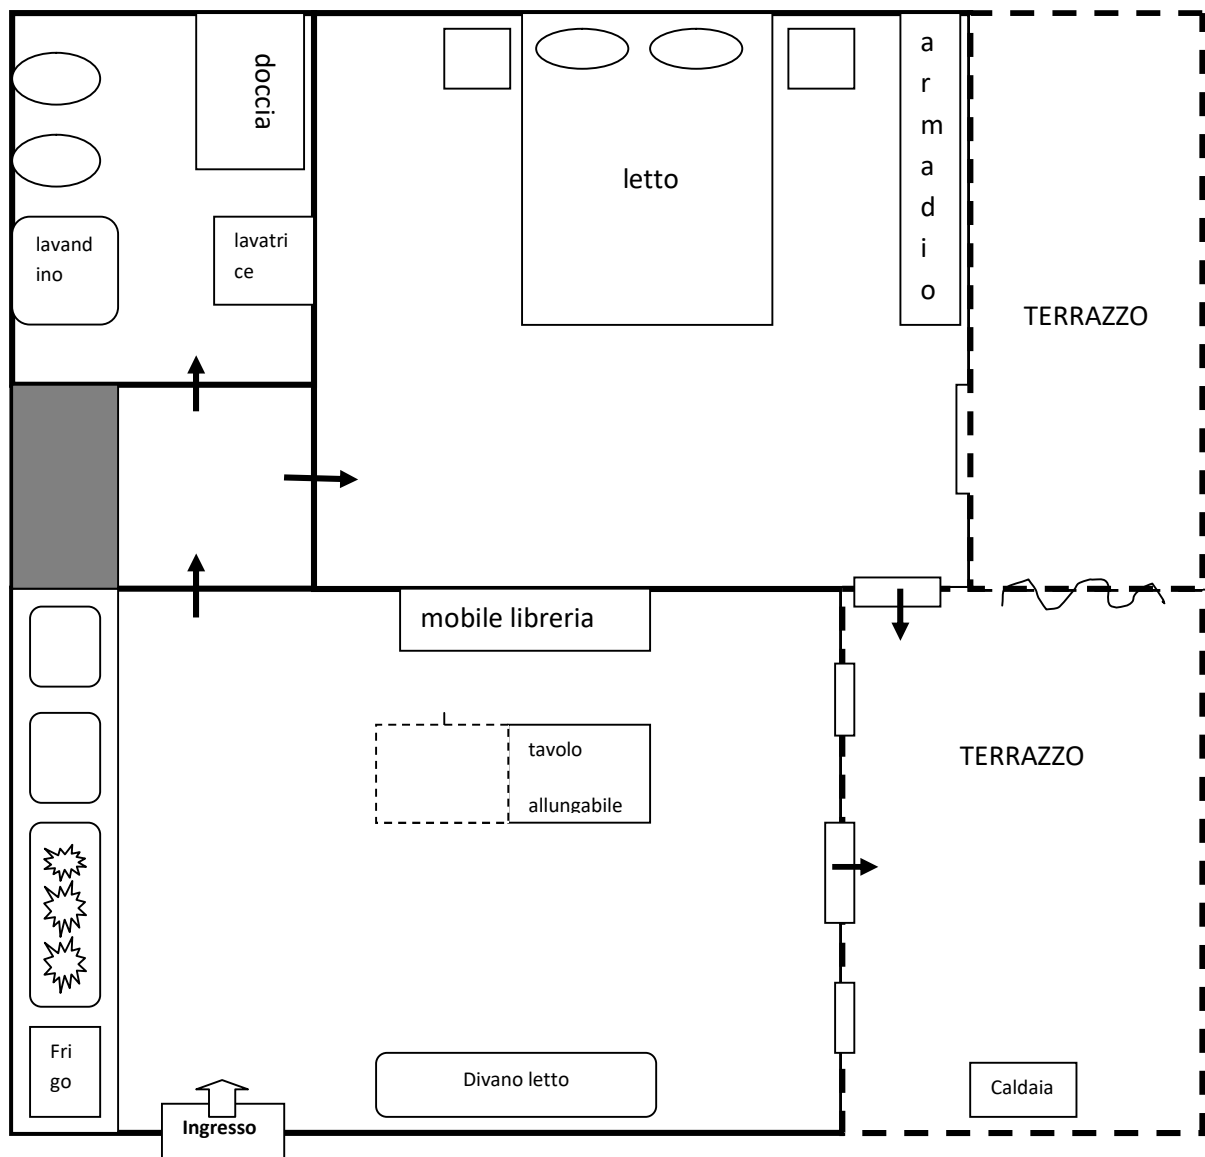 doccia
a
r
m
a
d
i
o
letto
lavand
ino
lavatri
ce
TERRAZZO
mobile libreria
tavolo
allungabile
TERRAZZO
Fri
go
Divano letto
Caldaia
Ingresso